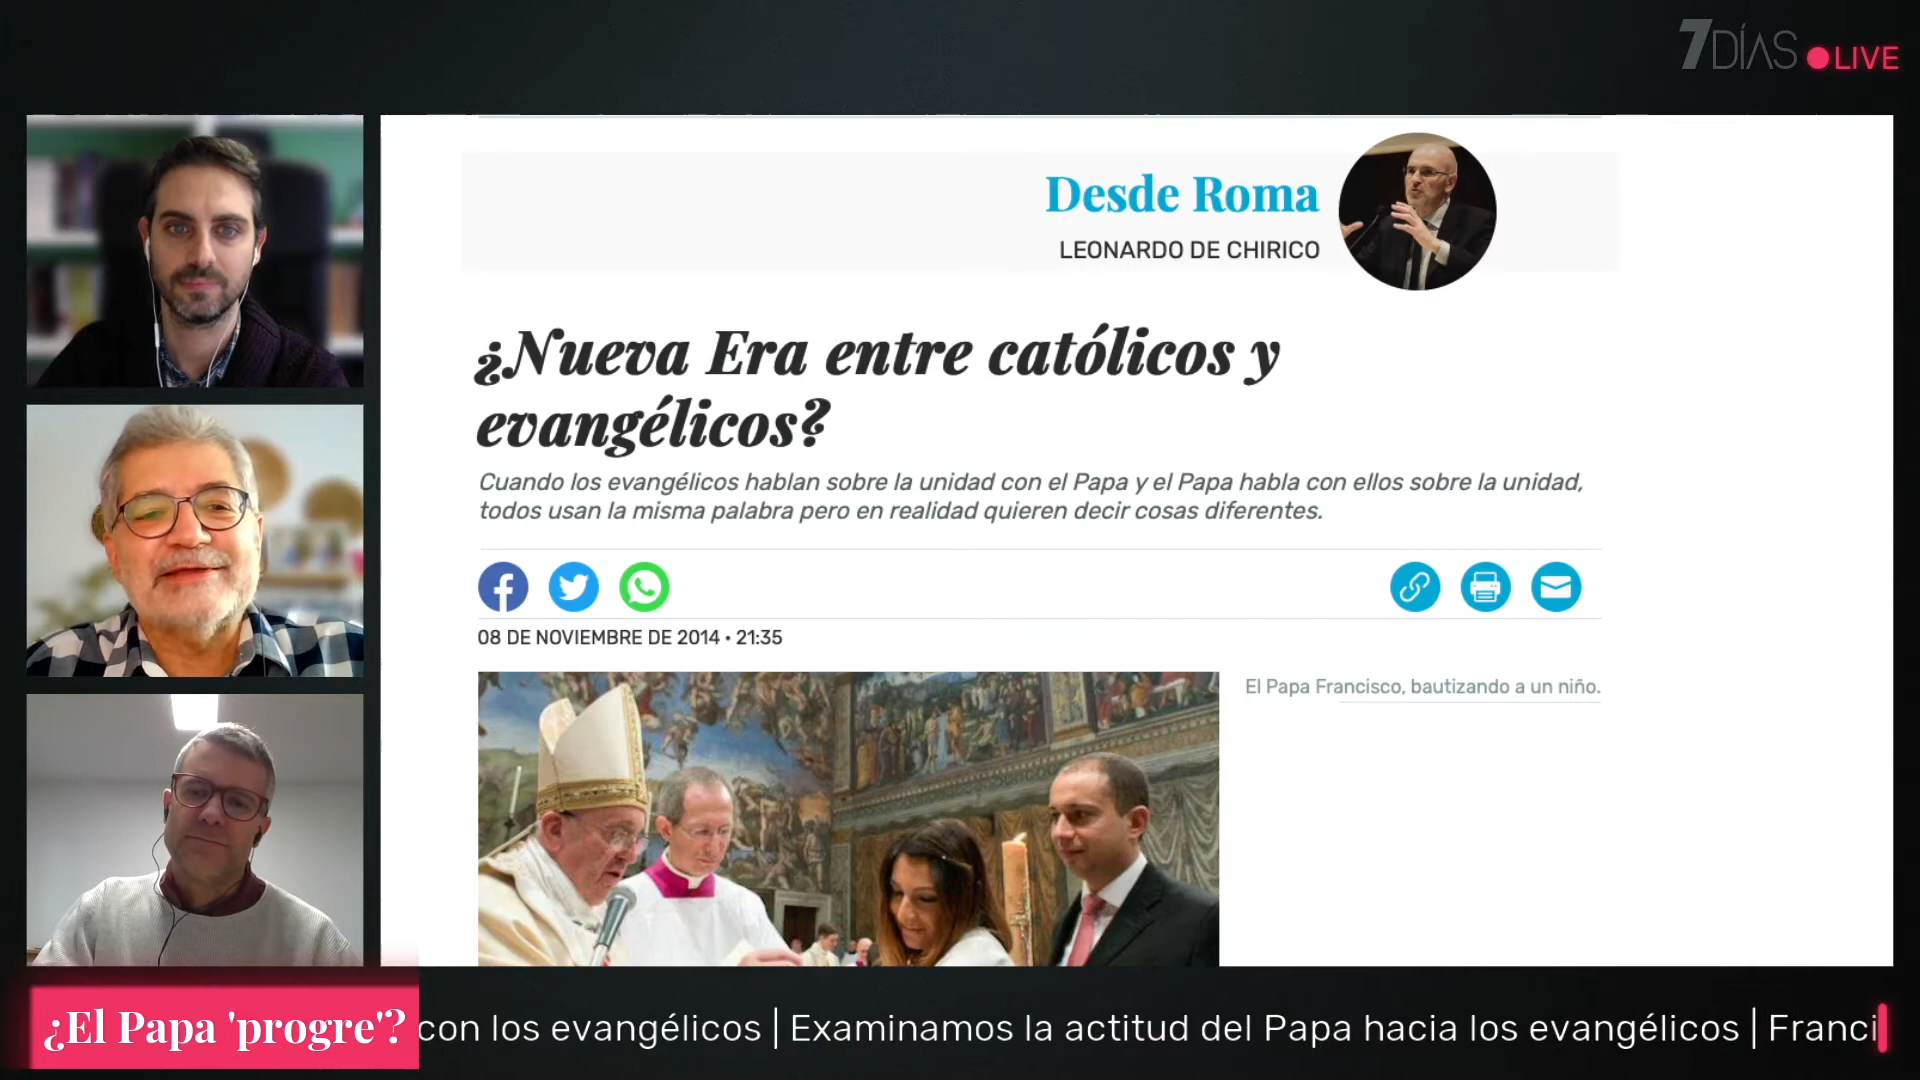 7DÍAS LIVE
Desde Roma
LEONARDO DE CHIRICO
¿Nueva Era entre católicos y
evangélicos?
Cuando los evangélicos hablan sobre la unidad con el Papa y el Papa habla con ellos sobre la unidad,
todos usan la misma palabra pero en realidad quieren decir cosas diferentes.
08 DE NOVIEMBRE DE 2014 • 21:35
El Papa Francisco, bautizando a un niño.
¿El Papa 'progre'?
con los evangélicos | Examinamos la actitud del Papa hacia los evangélicos | Franci